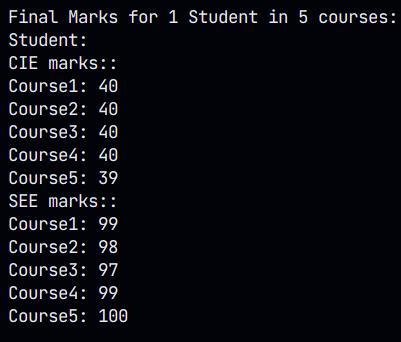 Final Marks for 1 Student in 5 courses:
Student:
CIE marks::
Course1: 40
Course2: 40
Course3: 40
Course4: 40
Course5: 39
SEE marks::
Course1: 99
Course2: 98
Course3: 97
Course4: 99
Course5: 100